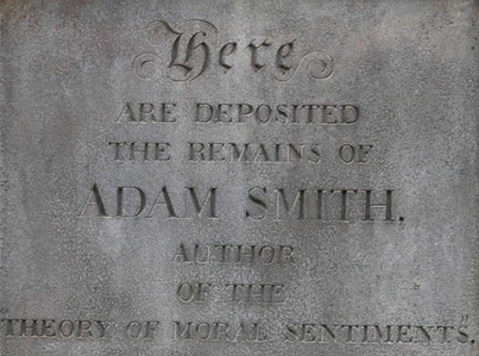 Here
ARE DEPOSITED
THE REMAINS OF
ADAM SMITH,
AUTHOR
OF THE
"THEORY OF MORAL SENTIMENTS",